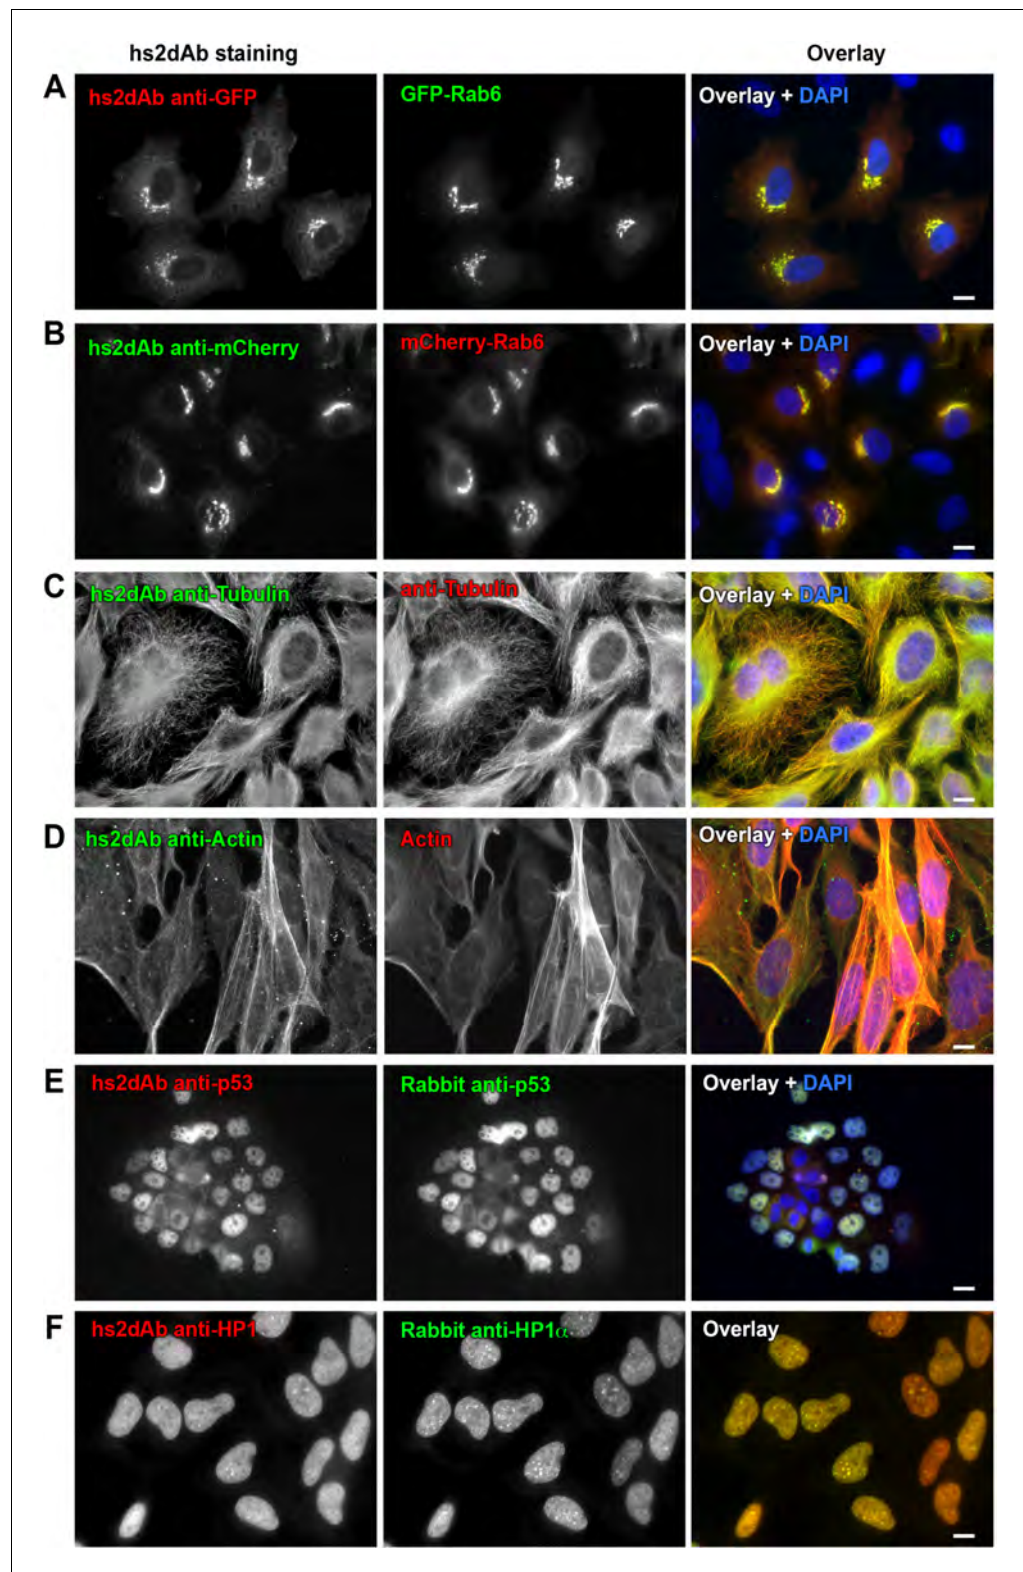 hs2dAb staining
Overlay
A
hs2dAb anti-GFP
GFP-Rab6
Overlay + DAPI
B
hs2dAb anti-mCherry
mCherry-Rab6
Overlay + DAPI
C
hs2dAb anti-Tubulin
anti-Tubulin
Overlay + DAPI
D
hs2dAb anti-Actin
Actin
Overlay + DAPI
E
hs2dAb anti-p53
Rabbit anti-p53
Overlay + DAPI
F
hs2dAb anti-HP1
Rabbit anti-HP1α
Overlay